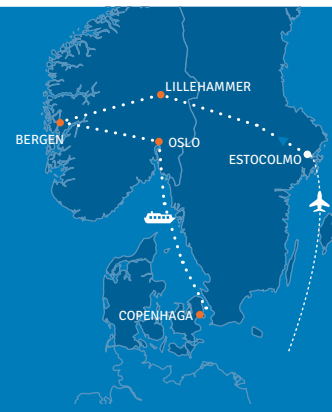 LILLEHAMMER
BERGEN
OSLO
ESTOCOLMO
COPENHAGA